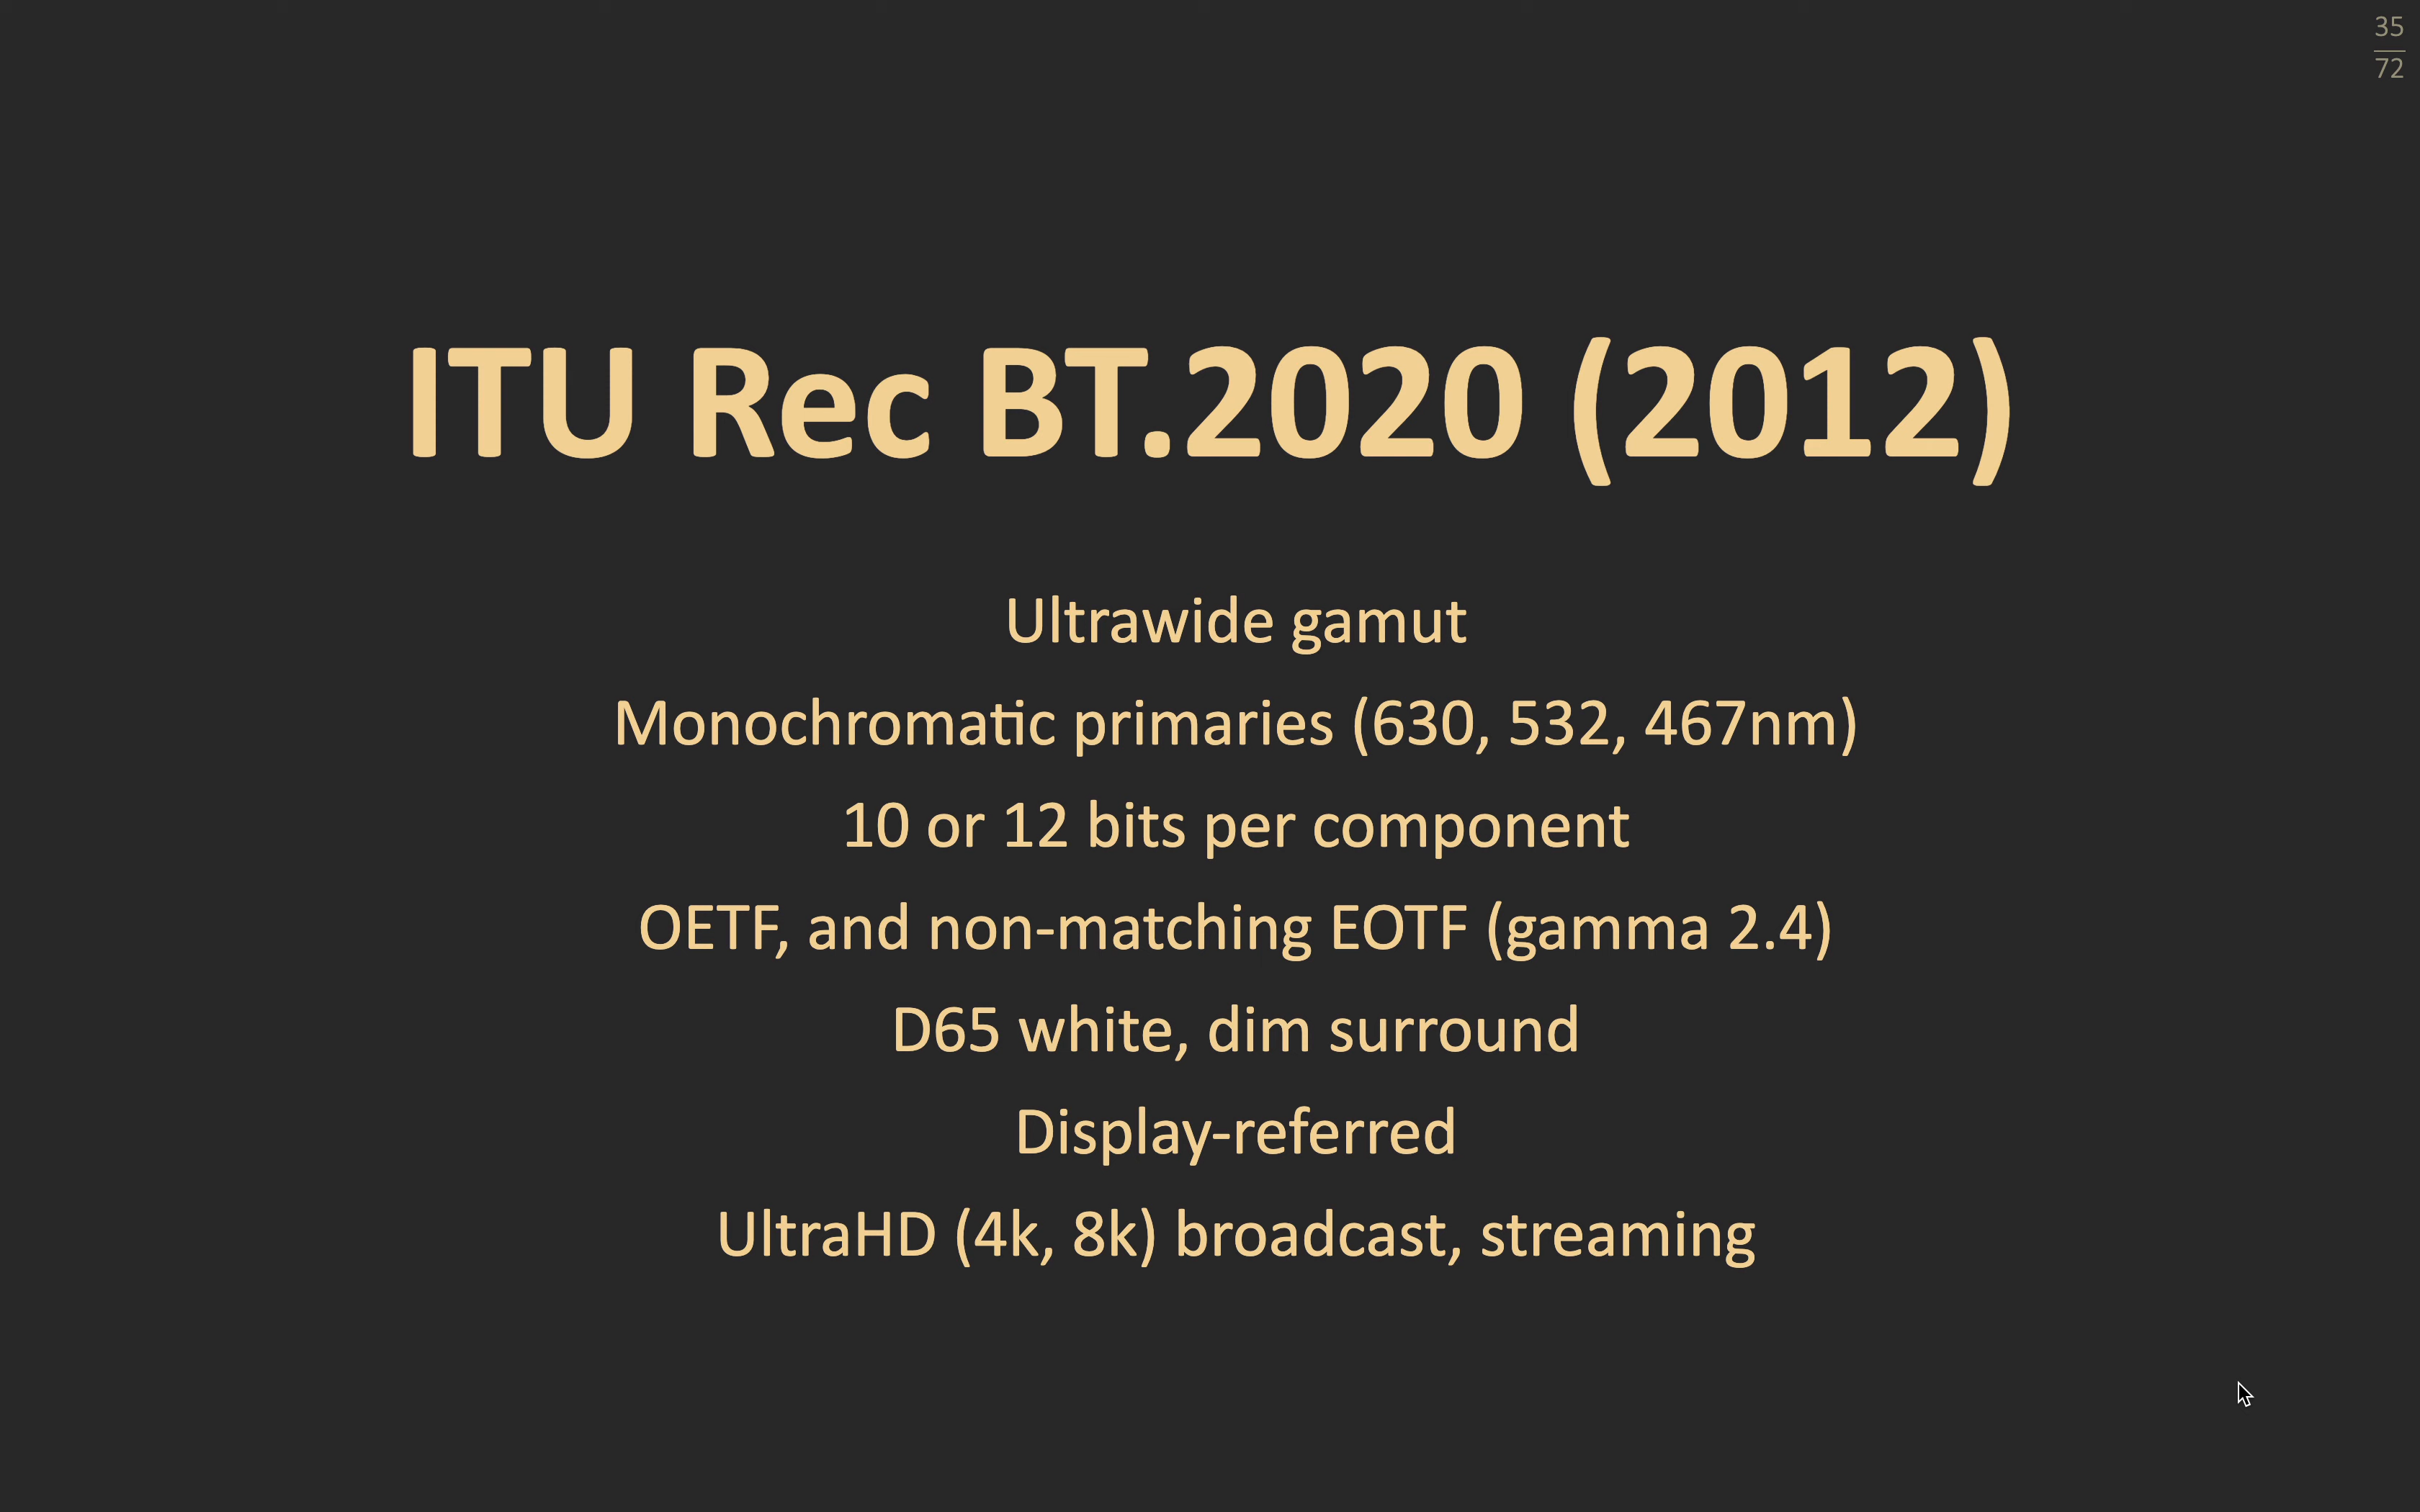 35
72
ITU Rec BT.2020 (2012)
Ultrawide gamut
Monochromatic primaries (630, 532, 467nm)
10 or 12 bits per component
OETF, and non-matching EOTF (gamma 2.4)
D65 white, dim surround
Display-referred
UltraHD (4k, 8k) broadcast, streaming